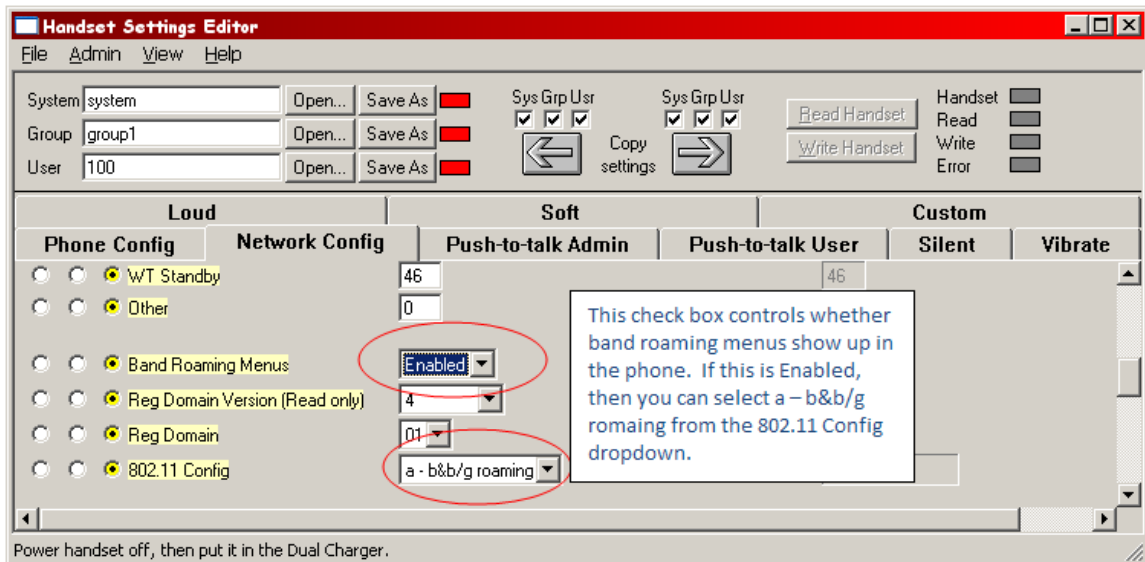 Handset Settings Editor
File Admin View Help
System system Open... Save As Sys Grp Usr Sys Grp Usr Read Handset Handset
Read
Group group1 Open... Save As Copy settings Write Handset Write
User 100 Open... Save As Error
Loud Soft Custom
Phone Config Network Config Push-to-talk Admin Push-to-talk User Silent Vibrate
WT Standby 46 46
Other 0
Band Roaming Menus Enabled
Reg Domain Version (Read only) 4
Reg Domain 01
802.11 Config a - b&b/g roaming
This check box controls whether
band roaming menus show up in
the phone. If this is Enabled,
then you can select a – b&b/g
romaing from the 802.11 Config
dropdown.
Power handset off, then put it in the Dual Charger.